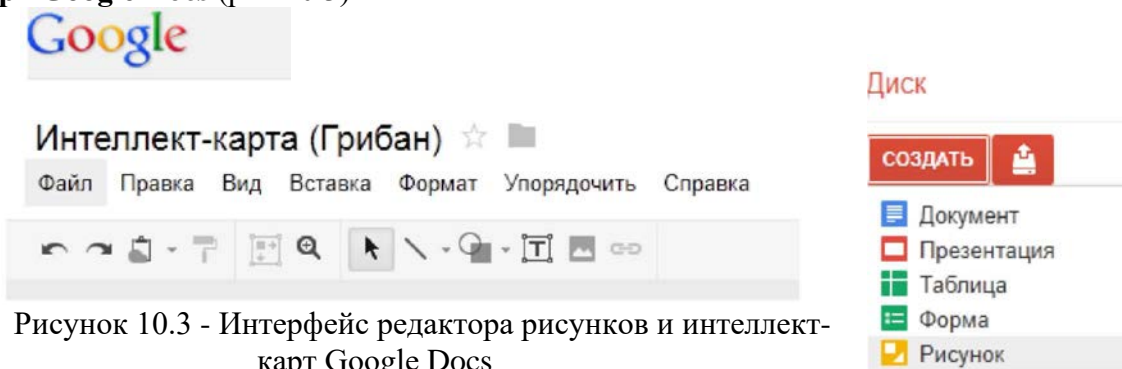 Google
Интеллект-карта (Грибан)
Файл Правка Вид Вставка Формат Упорядочить Справка
Рисунок 10.3 - Интерфейс редактора рисунков и интеллект-
карт Google Docs
Диск
СОЗДАТЬ
Документ
Презентация
Таблица
Форма
Рисунок